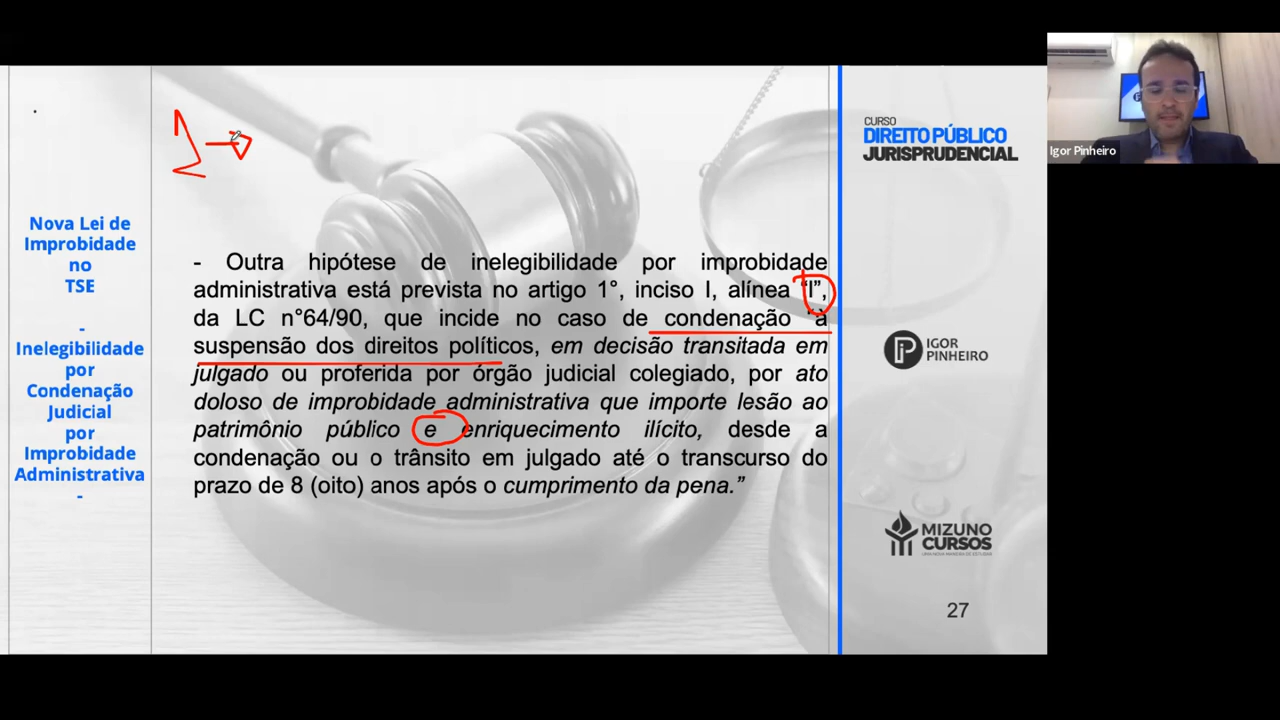 Nova Lei de
Improbidade
no
TSE
-
Inelegibilidade
por
Condenação
Judicial
por
Improbidade
Administrativa
-
- Outra hipótese de inelegibilidade por improbidade
administrativa está prevista no artigo 1°, inciso I, alínea “l”,
da LC n°64/90, que incide no caso de condenação “à
suspensão dos direitos políticos, em decisão transitada em
julgado ou proferida por órgão judicial colegiado, por ato
doloso de improbidade administrativa que importe lesão ao
patrimônio público e enriquecimento ilícito, desde a
condenação ou o trânsito em julgado até o transcurso do
prazo de 8 (oito) anos após o cumprimento da pena.”
CURSO
DIREITO PÚBLICO
JURISPRUDENCIAL
IGOR
PINHEIRO
MIZUNO
CURSOS
27
Igor Pinheiro